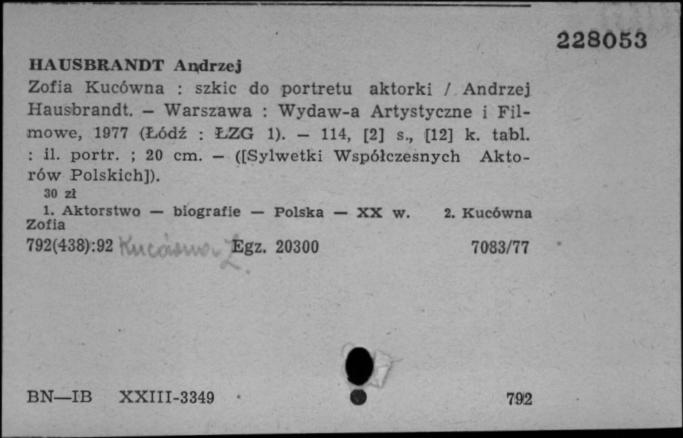 228053
HAUSBRANDT Andrzej
Zofia Kucówna : szkic do portretu aktorki / Andrzej
Hausbrandt. — Warszawa : Wydaw-a Artystyczne i Fil-
mowe, 1977 (Łódź : ŁZG 1). — 114, [2] s., [12] k. tabl.
: il. portr. ; 20 cm. — ([Sylwetki Współczesnych Akto-
rów Polskich]).
30 zł
1. Aktorstwo — biografie — Polska — XX w. 2. Kucówna
Zofia
792(438):92 Kucówna Z. Egz. 20300 7083/77
BN—IB XXIII-3349 792